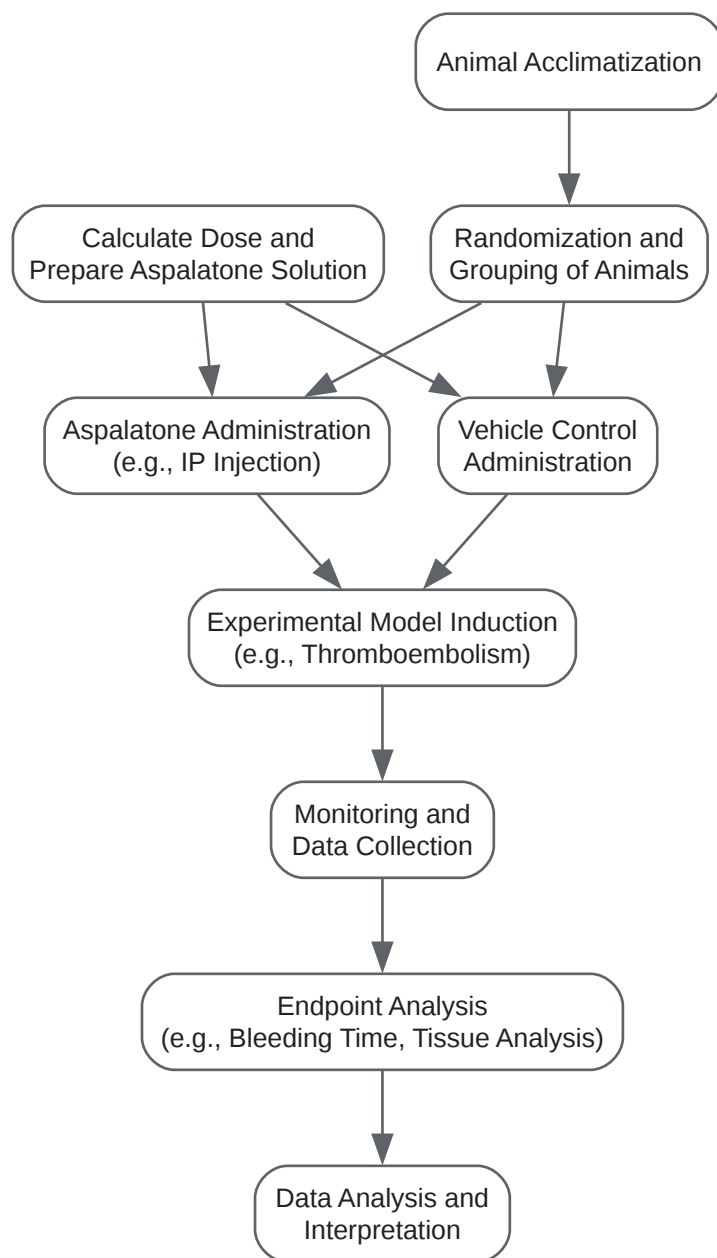 Animal Acclimatization
Calculate Dose and
Prepare Aspalatone Solution
Randomization and
Grouping of Animals
Aspalatone Administration
(e.g., IP Injection)
Vehicle Control
Administration
Experimental Model Induction
(e.g., Thromboembolism)
Monitoring and
Data Collection
Endpoint Analysis
(e.g., Bleeding Time, Tissue Analysis)
Data Analysis and
Interpretation